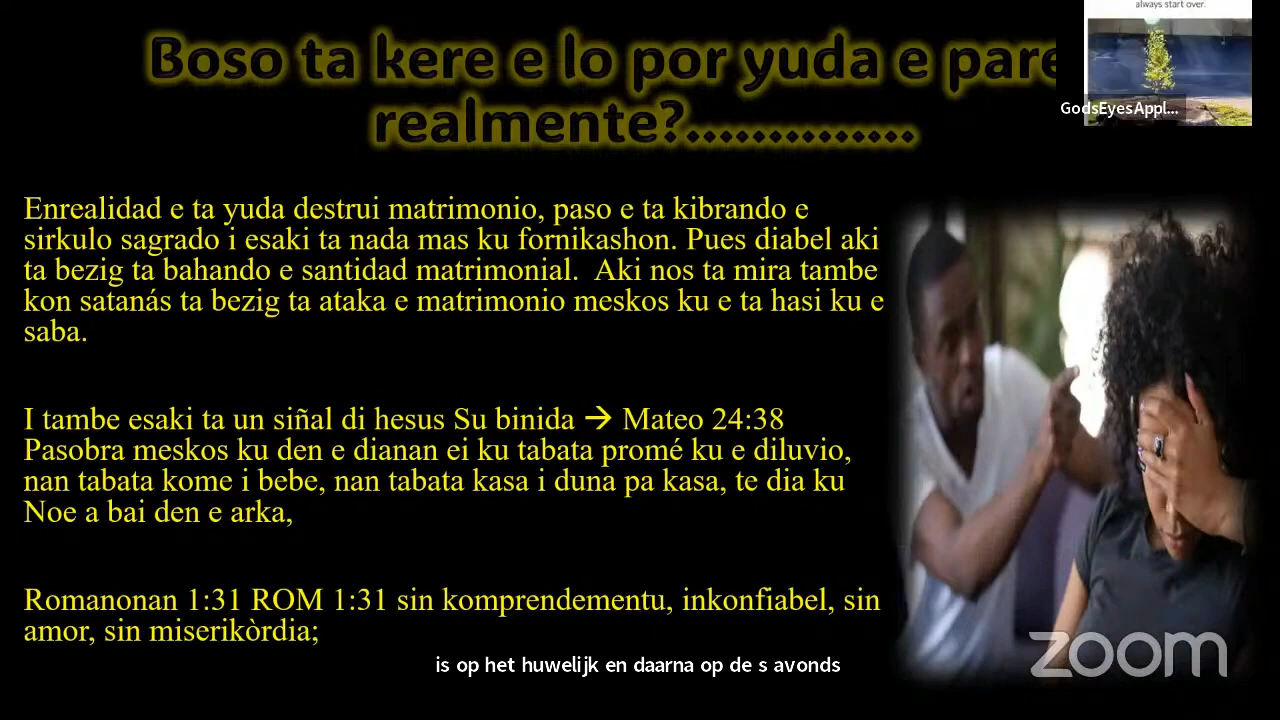 always start over.
GodsEyesAppl...
Boso ta kere e lo por yuda e pare
realmente?..............
Enrealidad e ta yuda destrui matrimonio, paso e ta kibrando e
sirkulo sagrado i esaki ta nada mas ku fornikashon. Pues diabel aki
ta bezig ta bahando e santidad matrimonial. Aki nos ta mira tambe
kon satanás ta bezig ta ataka e matrimonio meskos ku e ta hasi ku e
saba.
I tambe esaki ta un siñal di hesus Su binida → Mateo 24:38
Pasobra meskos ku den e dianan ei ku tabata promé ku e diluvio,
nan tabata kome i bebe, nan tabata kasa i duna pa kasa, te dia ku
Noe a bai den e arka,
Romanonan 1:31 ROM 1:31 sin komprendementu, inkonfiabel, sin
amor, sin miserikòrdia;
is op het huwelijk en daarna op de s avonds
zoom